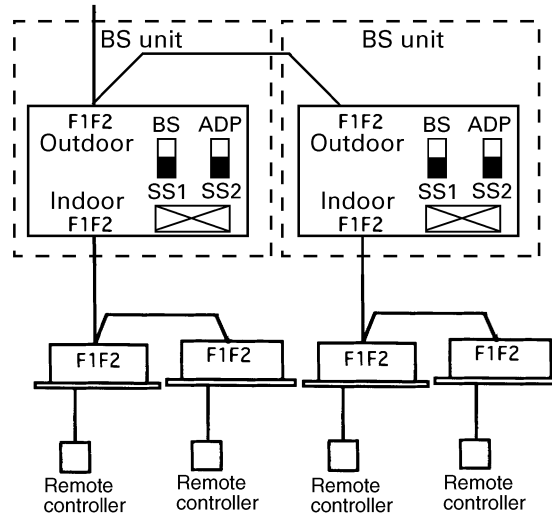 BS unit
BS unit
F1F2
Outdoor
BS ADP
SS1 SS2
Indoor
F1F2
F1F2
Outdoor
BS ADP
SS1 SS2
Indoor
F1F2
F1F2
F1F2
F1F2
F1F2
Remote
controller
Remote
controller
Remote
controller
Remote
controller